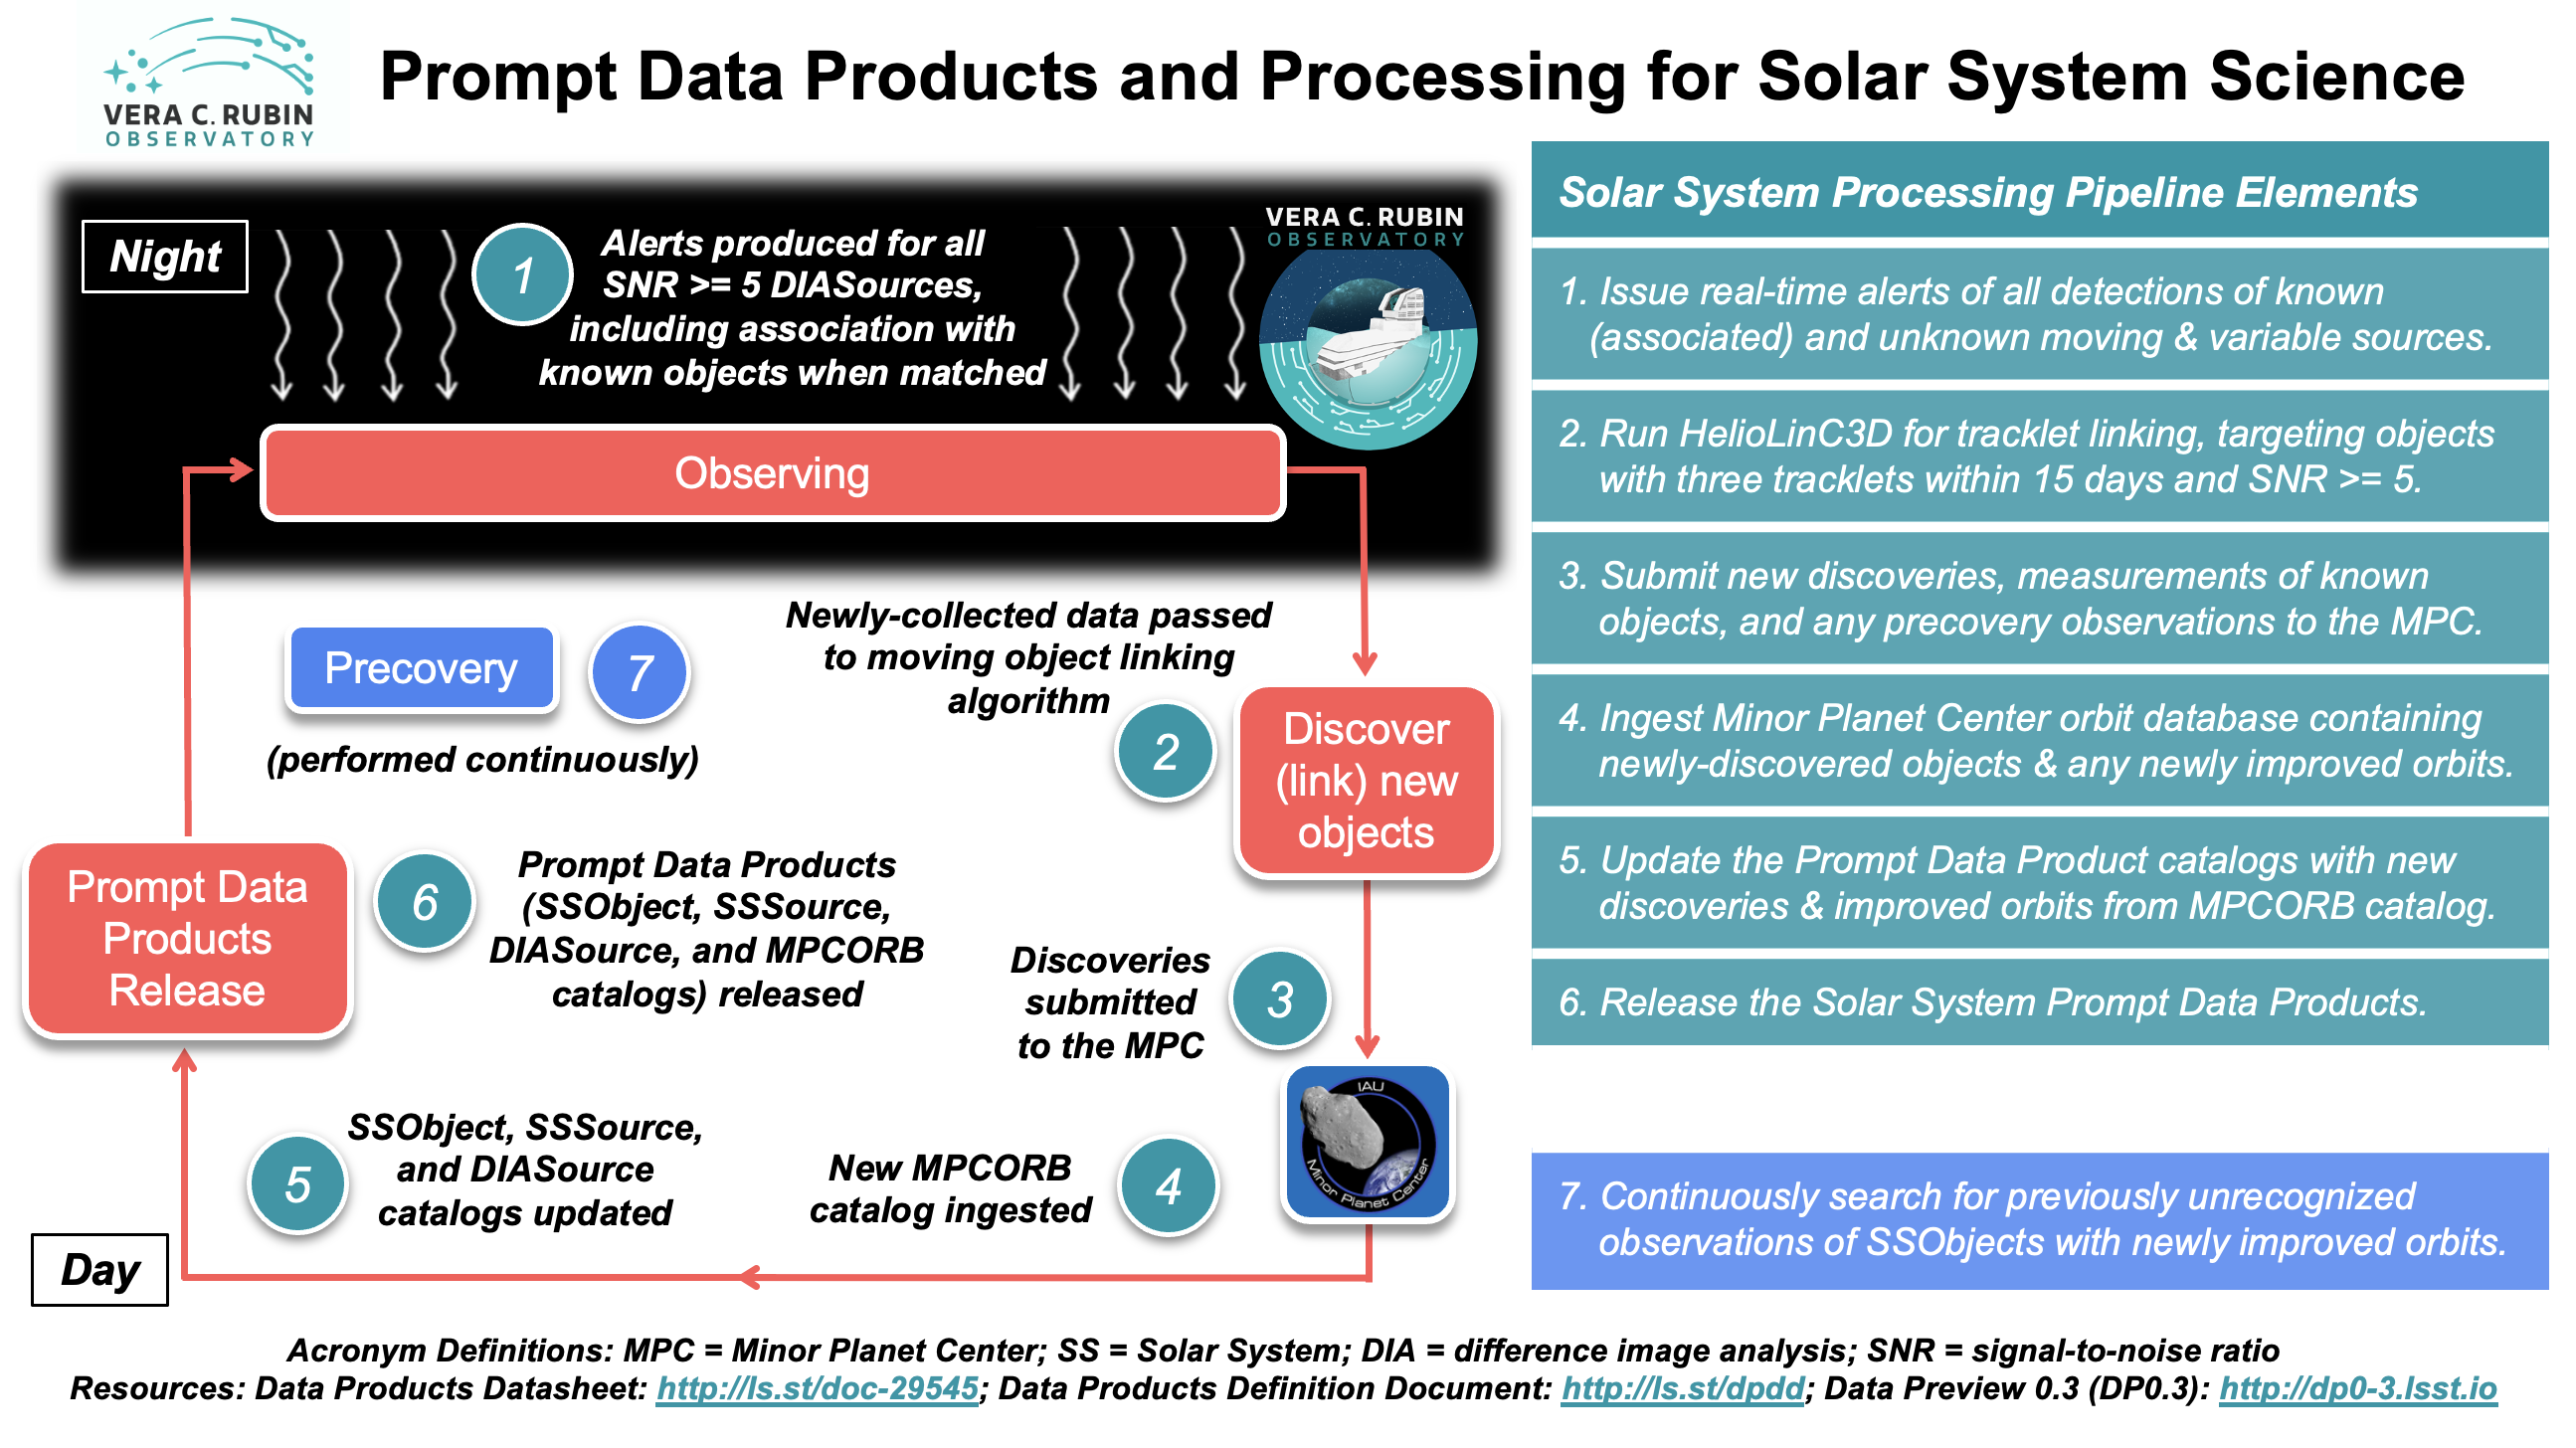 VERA C. RUBIN
OBSERVATORY
Prompt Data Products and Processing for Solar System Science
Night
1
Alerts produced for all
SNR >= 5 DIASources,
including association with
known objects when matched
VERA C. RUBIN
OBSERVATORY
Observing
Precovery
7
(performed continuously)
Newly-collected data passed
to moving object linking
algorithm
2
Discover
(link) new
objects
Prompt Data
Products
Release
6
Prompt Data Products
(SSObject, SSSource,
DIASource, and MPCORB
catalogs) released
Discoveries
submitted
to the MPC
3
IAU
Minor Planet Center
5
SSObject, SSSource,
and DIASource
catalogs updated
New MPCORB
catalog ingested
4
Day
Solar System Processing Pipeline Elements
1. Issue real-time alerts of all detections of known
(associated) and unknown moving & variable sources.
2. Run HelioLinC3D for tracklet linking, targeting objects
with three tracklets within 15 days and SNR >= 5.
3. Submit new discoveries, measurements of known
objects, and any precovery observations to the MPC.
4. Ingest Minor Planet Center orbit database containing
newly-discovered objects & any newly improved orbits.
5. Update the Prompt Data Product catalogs with new
discoveries & improved orbits from MPCORB catalog.
6. Release the Solar System Prompt Data Products.
7. Continuously search for previously unrecognized
observations of SSObjects with newly improved orbits.
Acronym Definitions: MPC = Minor Planet Center; SS = Solar System; DIA = difference image analysis; SNR = signal-to-noise ratio
Resources: Data Products Datasheet: http://ls.st/doc-29545; Data Products Definition Document: http://ls.st/dpdd; Data Preview 0.3 (DP0.3): http://dp0-3.lsst.io